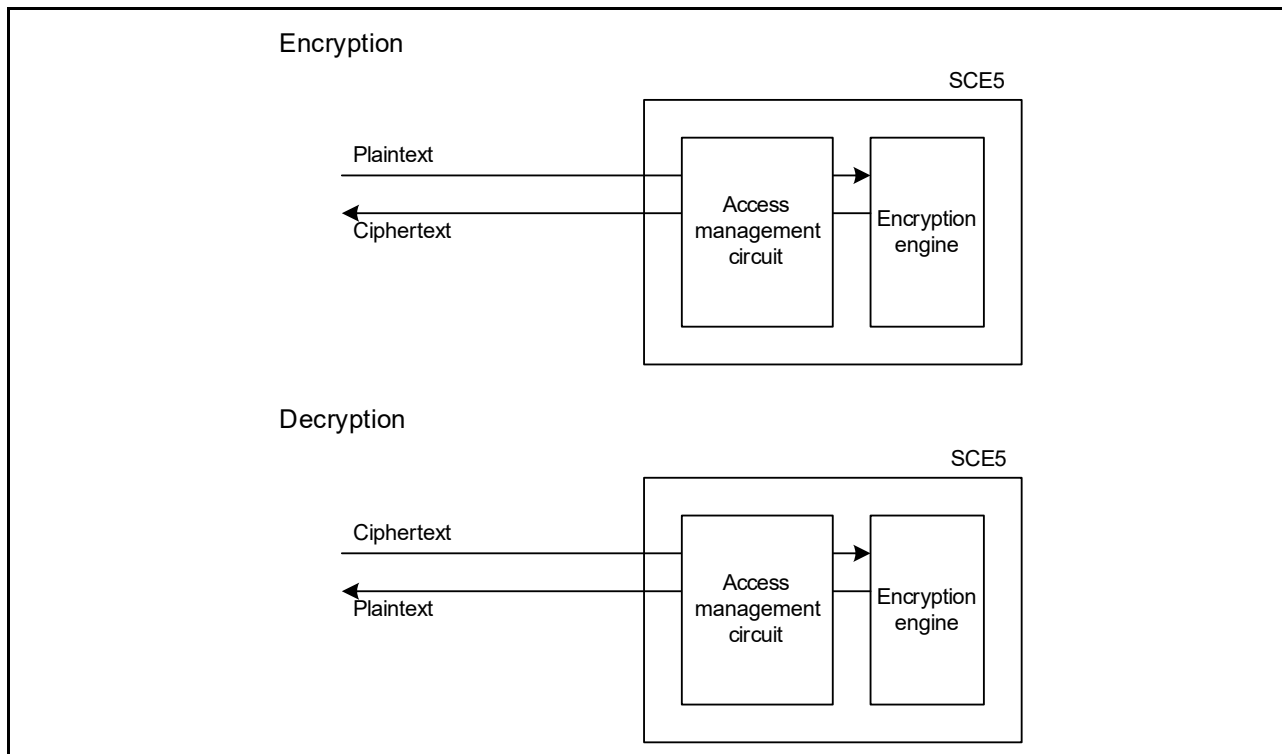 Encryption
SCE5
Plaintext
Ciphertext
Access
management
circuit
Encryption
engine
Decryption
SCE5
Ciphertext
Plaintext
Access
management
circuit
Encryption
engine